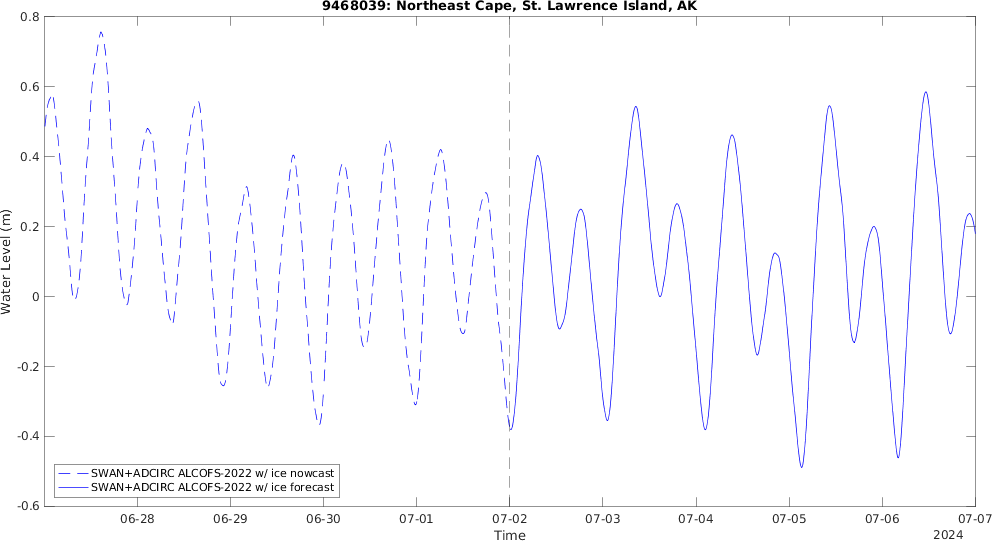 9468039: Northeast Cape, St. Lawrence Island, AK
0.8
0.6
0.4
0.2
0
-0.2
-0.4
-0.6
Water Level (m)
SWAN+ADCIRC ALCOFS-2022 w/ ice nowcast
SWAN+ADCIRC ALCOFS-2022 w/ ice forecast
06-28 06-29 06-30 07-01 07-02 07-03 07-04 07-05 07-06 07-07
Time
2024